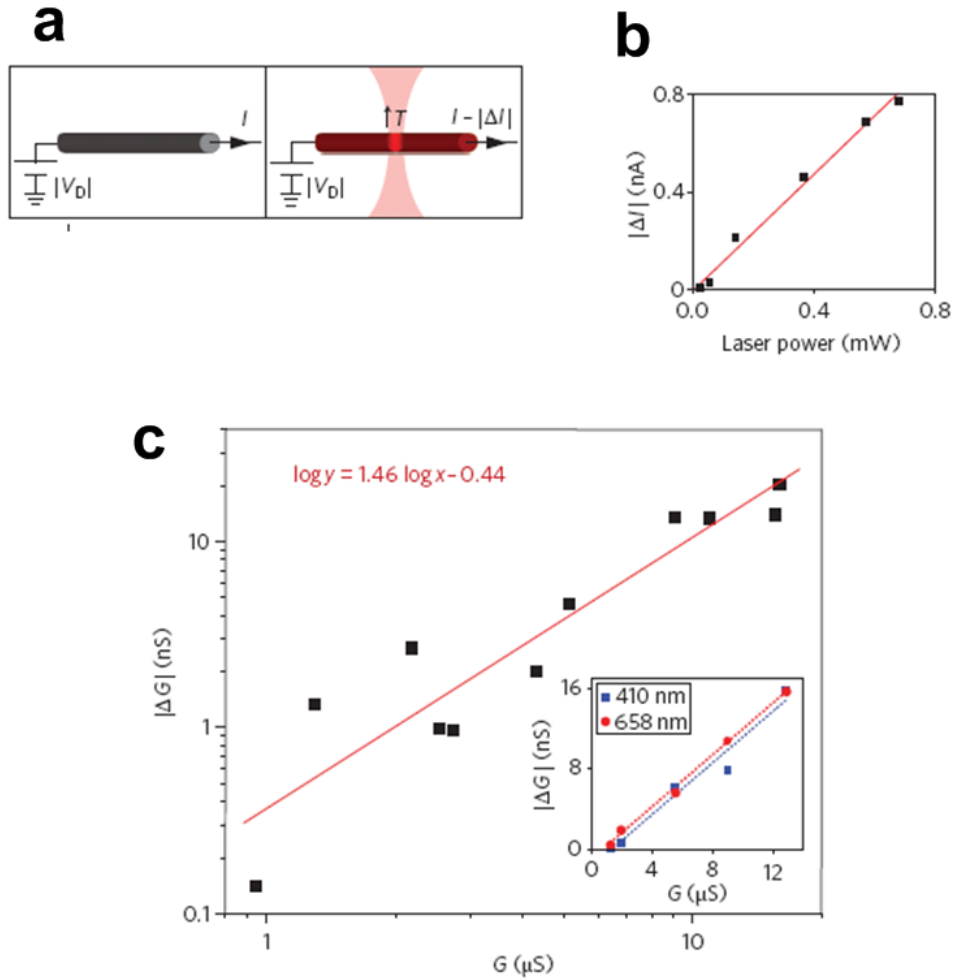 a
I
|V_D|
↑T
I – |ΔI|
|V_D|
b
0.8
0.4
0
|ΔI| (nA)
0.0 0.4 0.8
Laser power (mW)
c
log y = 1.46 log x – 0.44
10
1
0.1
|ΔG| (nS)
1 10
G (μS)
410 nm
658 nm
16
8
0
|ΔG| (nS)
0 4 8 12
G (μS)